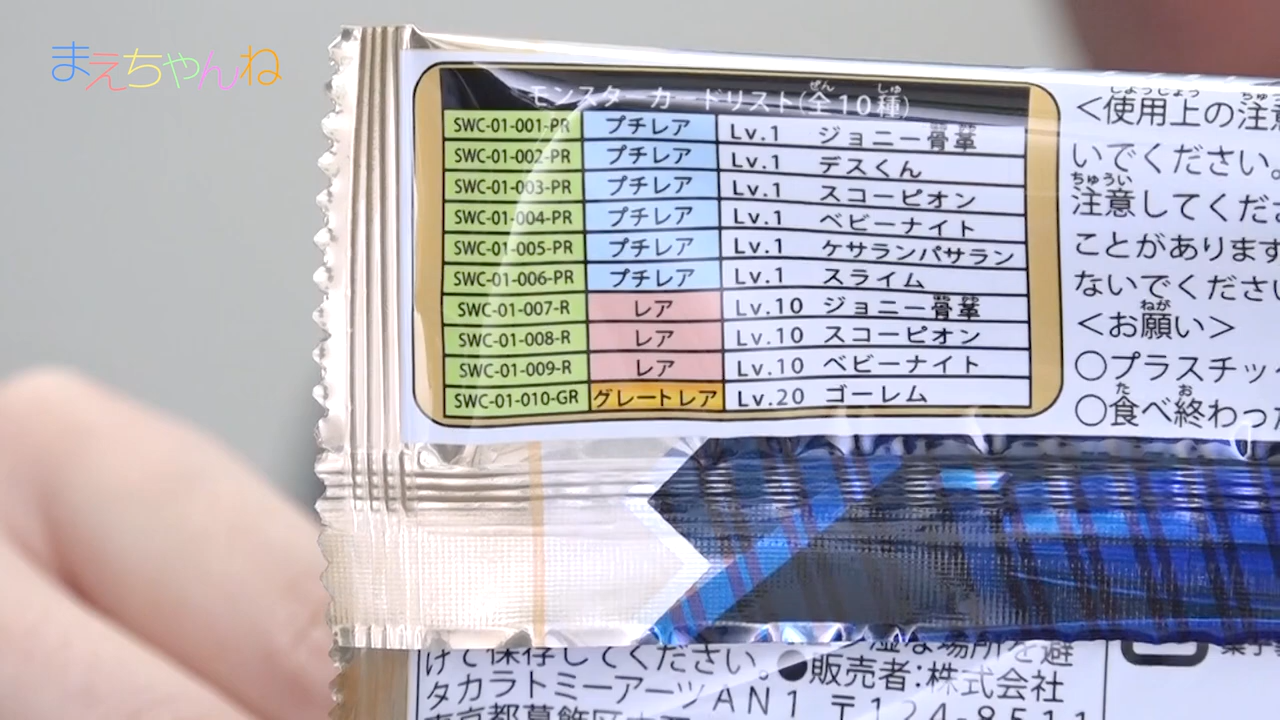 まえちゃんね
モンスターカードリスト(全10種)
SWC-01-001-PR プチレア Lv.1 ジョニー骨革
SWC-01-002-PR プチレア Lv.1 デスくん
SWC-01-003-PR プチレア Lv.1 スコーピオン
SWC-01-004-PR プチレア Lv.1 ベビーナイト
SWC-01-005-PR プチレア Lv.1 ケサランパサラン
SWC-01-006-PR プチレア Lv.1 スライム
SWC-01-007-R レア Lv.10 ジョニー骨革
SWC-01-008-R レア Lv.10 スコーピオン
SWC-01-009-R レア Lv.10 ベビーナイト
SWC-01-010-GR グレートレア Lv.20 ゴーレム
<使用上の注意
いでください。
注意してくださ
ことがあります
ないでください
<お願い>
○プラスチッ
○食べ終わった
けて保存してください。
場所を避
●販売者:株式会社
タカラトミーアーツAN1 〒124-8511
東京都葛飾区